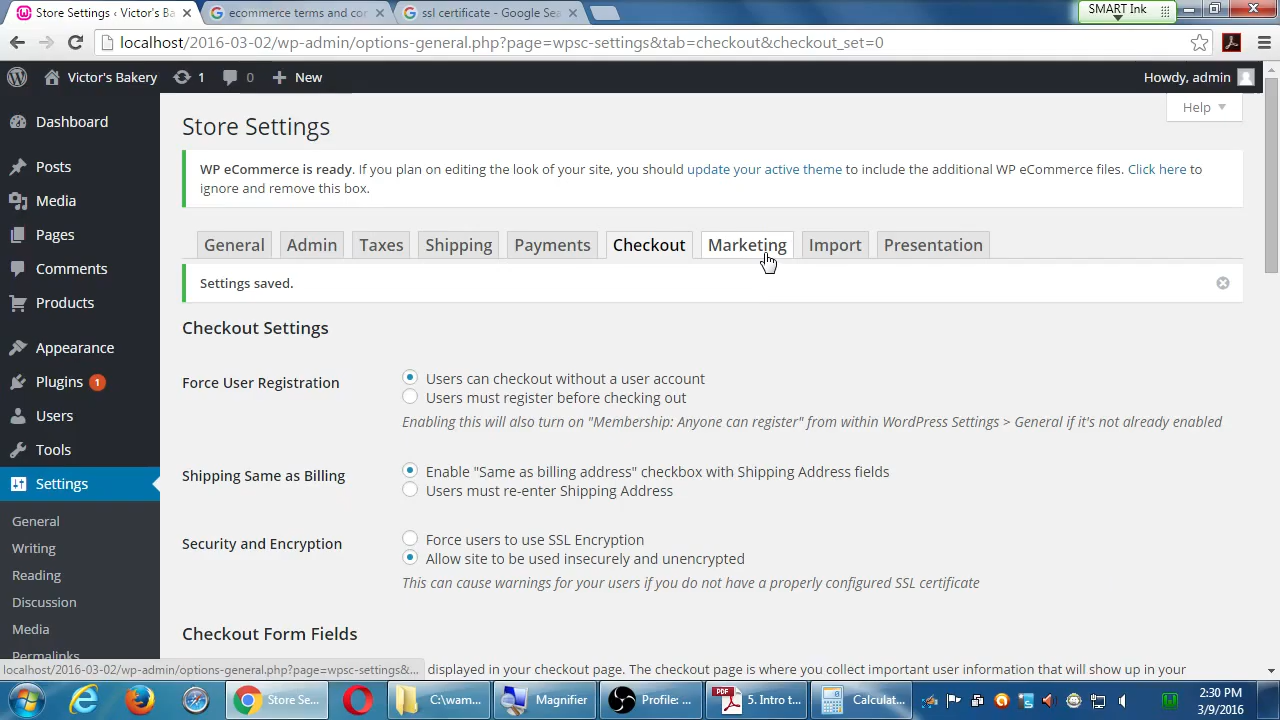 Store Settings ‹ Victor's Ba
ecommerce terms and cor
ssl certificate - Google Sea
SMART Ink
localhost/2016-03-02/wp-admin/options-general.php?page=wpsc-settings&tab=checkout&checkout_set=0
Victor's Bakery
1
0
New
Howdy, admin
Dashboard
Posts
Media
Pages
Comments
Products
Appearance
Plugins 1
Users
Tools
Settings
General
Writing
Reading
Discussion
Media
Permalinks
Help
Store Settings
WP eCommerce is ready. If you plan on editing the look of your site, you should update your active theme to include the additional WP eCommerce files. Click here to
ignore and remove this box.
General
Admin
Taxes
Shipping
Payments
Checkout
Marketing
Import
Presentation
Settings saved.
Checkout Settings
Force User Registration
Users can checkout without a user account
Users must register before checking out
Enabling this will also turn on "Membership: Anyone can register" from within WordPress Settings > General if it's not already enabled
Shipping Same as Billing
Enable "Same as billing address" checkbox with Shipping Address fields
Users must re-enter Shipping Address
Security and Encryption
Force users to use SSL Encryption
Allow site to be used insecurely and unencrypted
This can cause warnings for your users if you do not have a properly configured SSL certificate
Checkout Form Fields
displayed in your checkout page. The checkout page is where you collect important user information that will show up in your
localhost/2016-03-02/wp-admin/options-general.php?page=wpsc-settings&...
Store Se...
C:\wam...
Magnifier
Profile: ...
5. Intro t...
Calculat...
2:30 PM
3/9/2016